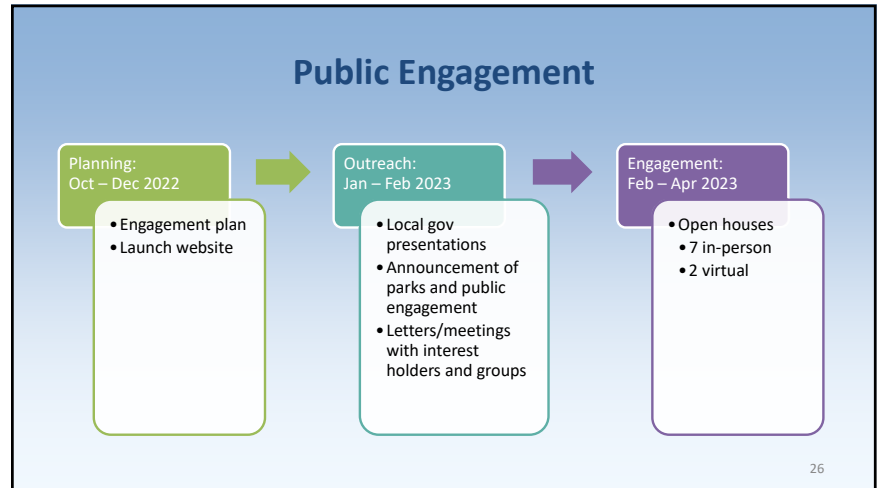 Public Engagement
Planning:
Oct – Dec 2022
• Engagement plan
• Launch website
Outreach:
Jan – Feb 2023
• Local gov
presentations
• Announcement of
parks and public
engagement
• Letters/meetings
with interest
holders and groups
Engagement:
Feb – Apr 2023
• Open houses
• 7 in-person
• 2 virtual
26